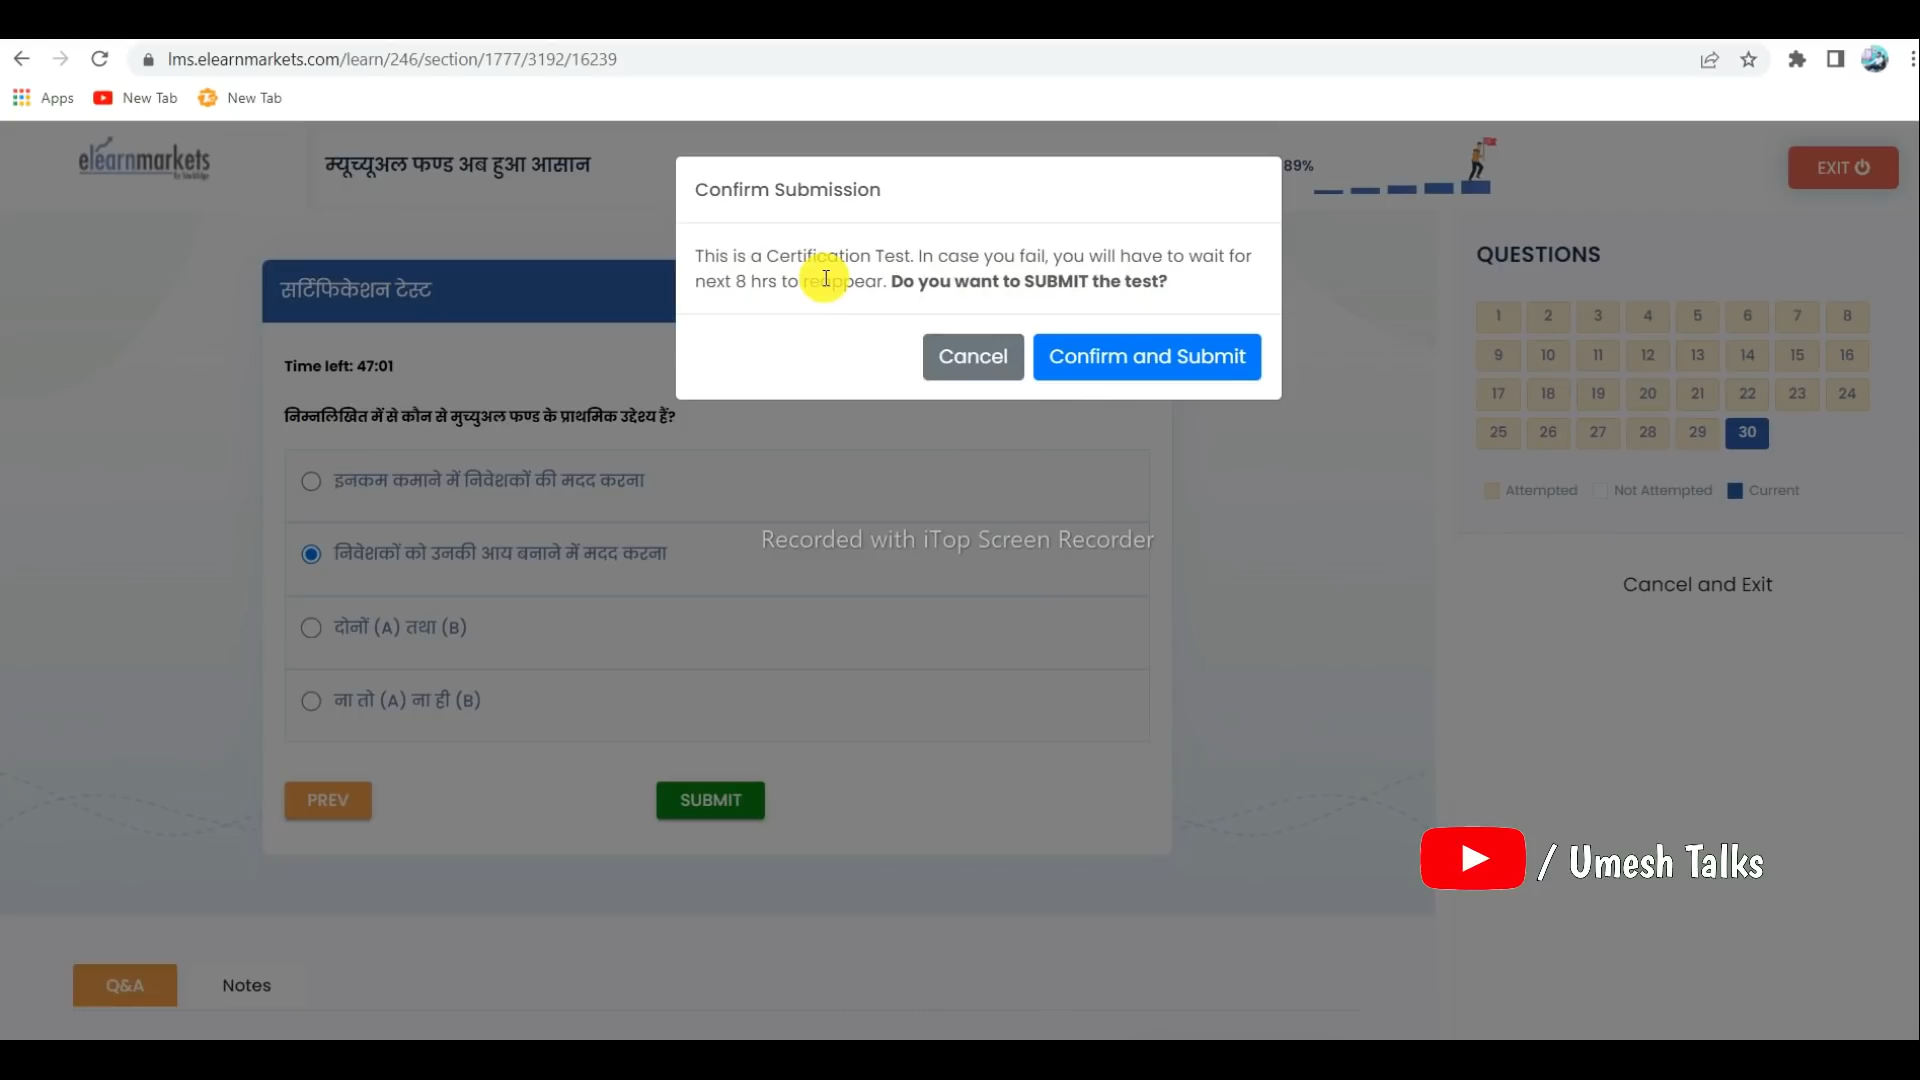 lms.elearnmarkets.com/learn/246/section/1777/3192/16239
Apps New Tab New Tab
elearnmarkets
म्यूच्यूअल फण्ड अब हुआ आसान
89%
EXIT
Confirm Submission
This is a Certification Test. In case you fail, you will have to wait for
next 8 hrs to reappear. Do you want to SUBMIT the test?
Cancel Confirm and Submit
सर्टिफिकेशन टेस्ट
Time left: 47:01
निम्नलिखित में से कौन से मुच्युअल फण्ड के प्राथमिक उद्देश्य हैं?
इनकम कमाने में निवेशकों की मदद करना
निवेशकों को उनकी आय बनाने में मदद करना
दोनों (A) तथा (B)
ना तो (A) ना ही (B)
PREV SUBMIT
Recorded with iTop Screen Recorder
QUESTIONS
1 2 3 4 5 6 7 8
9 10 11 12 13 14 15 16
17 18 19 20 21 22 23 24
25 26 27 28 29 30
Attempted Not Attempted Current
Cancel and Exit
/ Umesh Talks
Q&A Notes